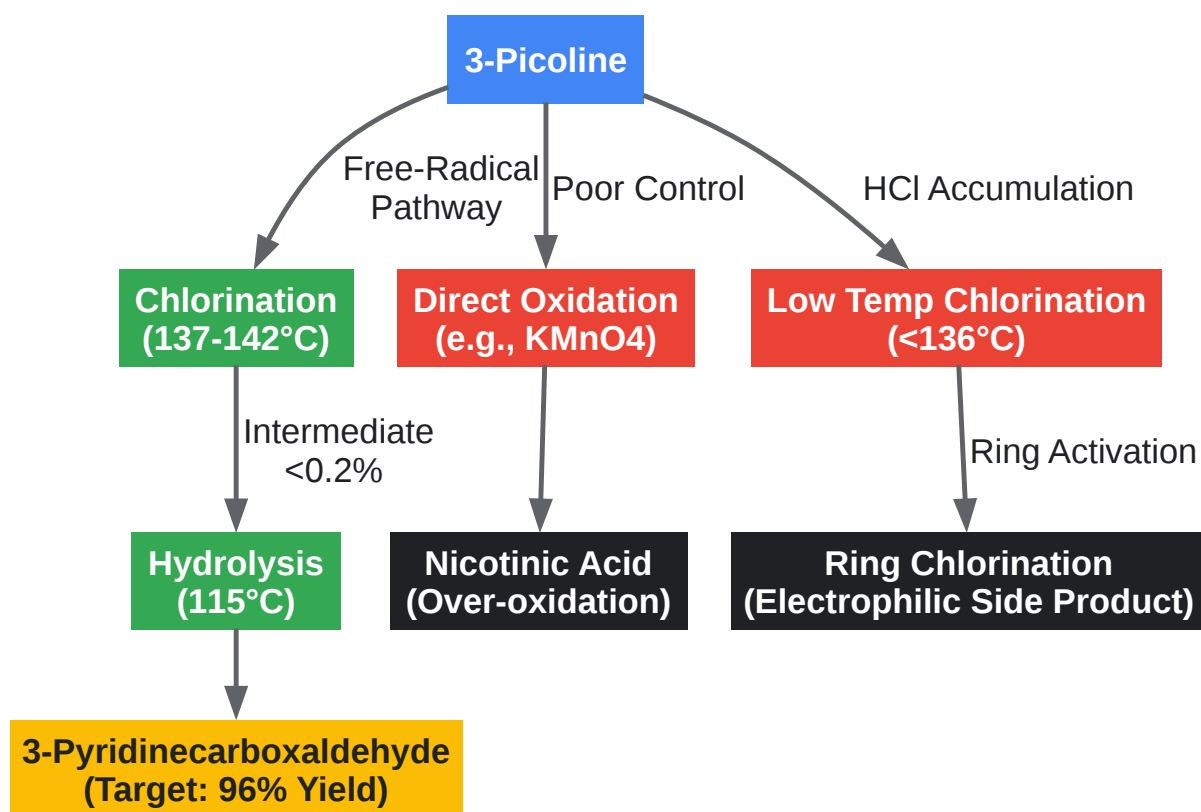 3-Picoline
Free-Radical
Pathway
Poor Control
HCl Accumulation
Chlorination
(137-142°C)
Direct Oxidation
(e.g., KMnO4)
Low Temp Chlorination
(<136°C)
Intermediate
<0.2%
Ring Activation
Hydrolysis
(115°C)
Nicotinic Acid
(Over-oxidation)
Ring Chlorination
(Electrophilic Side Product)
3-Pyridinecarboxaldehyde
(Target: 96% Yield)